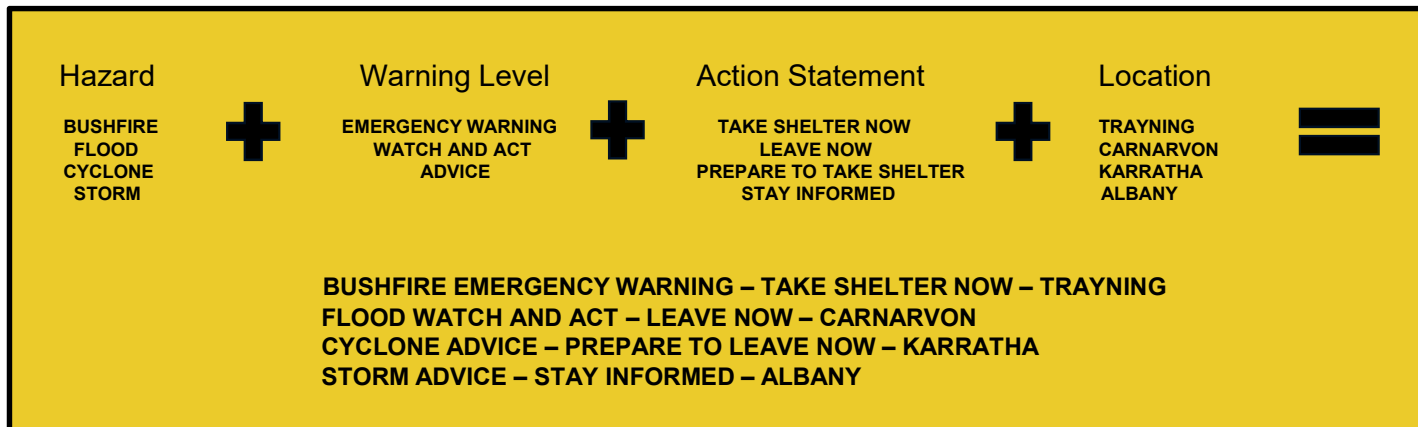 Hazard Warning Level Action Statement Location
BUSHFIRE EMERGENCY WARNING TAKE SHELTER NOW TRAYNING
FLOOD WATCH AND ACT LEAVE NOW CARNARVON
CYCLONE ADVICE PREPARE TO TAKE SHELTER KARRATHA
STORM STAY INFORMED ALBANY
BUSHFIRE EMERGENCY WARNING – TAKE SHELTER NOW – TRAYNING
FLOOD WATCH AND ACT – LEAVE NOW – CARNARVON
CYCLONE ADVICE – PREPARE TO LEAVE NOW – KARRATHA
STORM ADVICE – STAY INFORMED – ALBANY